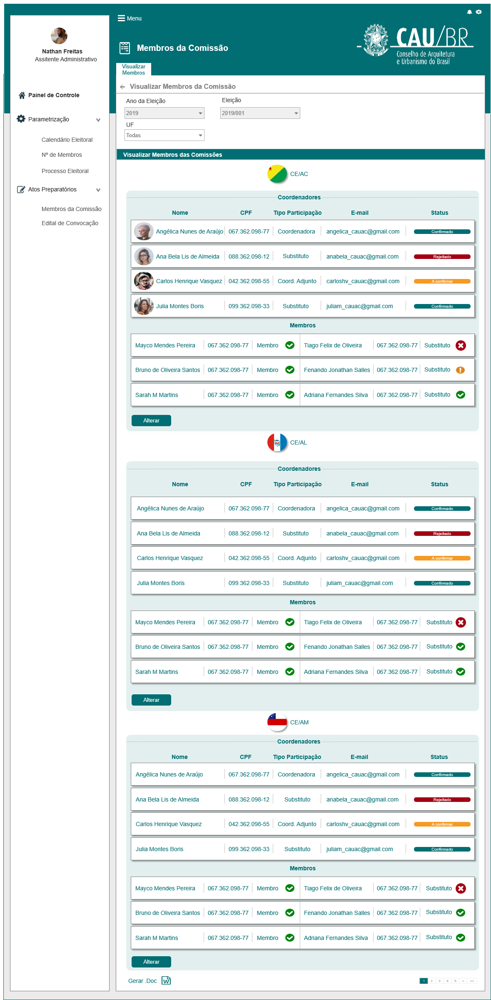 Menu
Nathan Freitas
Assitente Administrativo
Membros da Comissão
CAU/BR
Conselho de Arquitetura
e Urbanismo do Brasil
Visualizar
Membros
Painel de Controle
Parametrização
Calendário Eleitoral
Nº de Membros
Processo Eleitoral
Atos Preparatórios
Membros da Comissão
Edital de Convocação
Visualizar Membros da Comissão
Ano da Eleição Eleição
2019 2019/001
UF
Todas
Visualizar Membros das Comissões
CE/AC
Coordenadores
Nome CPF Tipo Participação E-mail Status
Angélica Nunes de Araújo 067.362.098-77 Coordenadora angelica_cauac@gmail.com Confirmado
Ana Bela Lis de Almeida 088.362.098-12 Substituto anabela_cauac@gmail.com Rejeitado
Carlos Henrique Vasquez 042.362.098-55 Coord. Adjunto carloshv_cauac@gmail.com A confirmar
Julia Montes Boris 099.362.098-33 Substituto juliam_cauac@gmail.com Confirmado
Membros
Mayco Mendes Pereira 067.362.098-77 Membro Tiago Felix de Oliveira 067.362.098-77 Substituto
Bruno de Oliveira Santos 067.362.098-77 Membro Fenando Jonathan Salles 067.362.098-77 Substituto
Sarah M Martins 067.362.098-77 Membro Adriana Fernandes Silva 067.362.098-77 Substituto
Alterar
CE/AL
Coordenadores
Nome CPF Tipo Participação E-mail Status
Angélica Nunes de Araújo 067.362.098-77 Coordenadora angelica_cauac@gmail.com Confirmado
Ana Bela Lis de Almeida 088.362.098-12 Substituto anabela_cauac@gmail.com Rejeitado
Carlos Henrique Vasquez 042.362.098-55 Coord. Adjunto carloshv_cauac@gmail.com A confirmar
Julia Montes Boris 099.362.098-33 Substituto juliam_cauac@gmail.com Confirmado
Membros
Mayco Mendes Pereira 067.362.098-77 Membro Tiago Felix de Oliveira 067.362.098-77 Substituto
Bruno de Oliveira Santos 067.362.098-77 Membro Fenando Jonathan Salles 067.362.098-77 Substituto
Sarah M Martins 067.362.098-77 Membro Adriana Fernandes Silva 067.362.098-77 Substituto
Alterar
CE/AM
Coordenadores
Nome CPF Tipo Participação E-mail Status
Angélica Nunes de Araújo 067.362.098-77 Coordenadora angelica_cauac@gmail.com Confirmado
Ana Bela Lis de Almeida 088.362.098-12 Substituto anabela_cauac@gmail.com Rejeitado
Carlos Henrique Vasquez 042.362.098-55 Coord. Adjunto carloshv_cauac@gmail.com A confirmar
Julia Montes Boris 099.362.098-33 Substituto juliam_cauac@gmail.com Confirmado
Membros
Mayco Mendes Pereira 067.362.098-77 Membro Tiago Felix de Oliveira 067.362.098-77 Substituto
Bruno de Oliveira Santos 067.362.098-77 Membro Fenando Jonathan Salles 067.362.098-77 Substituto
Sarah M Martins 067.362.098-77 Membro Adriana Fernandes Silva 067.362.098-77 Substituto
Alterar
Gerar .Doc W 1 2 3 4 5 > >>